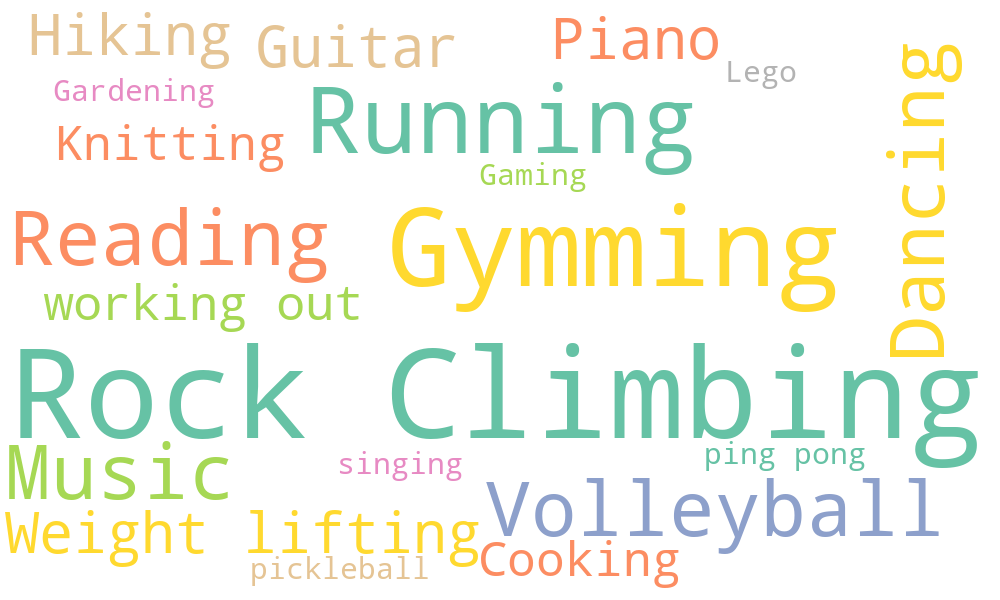 Hiking
Guitar
Piano
Lego
Gardening
Running
Dancing
Knitting
Gaming
Reading
Gymming
working out
Rock Climbing
Music
singing
ping pong
Volleyball
Weight lifting
Cooking
pickleball